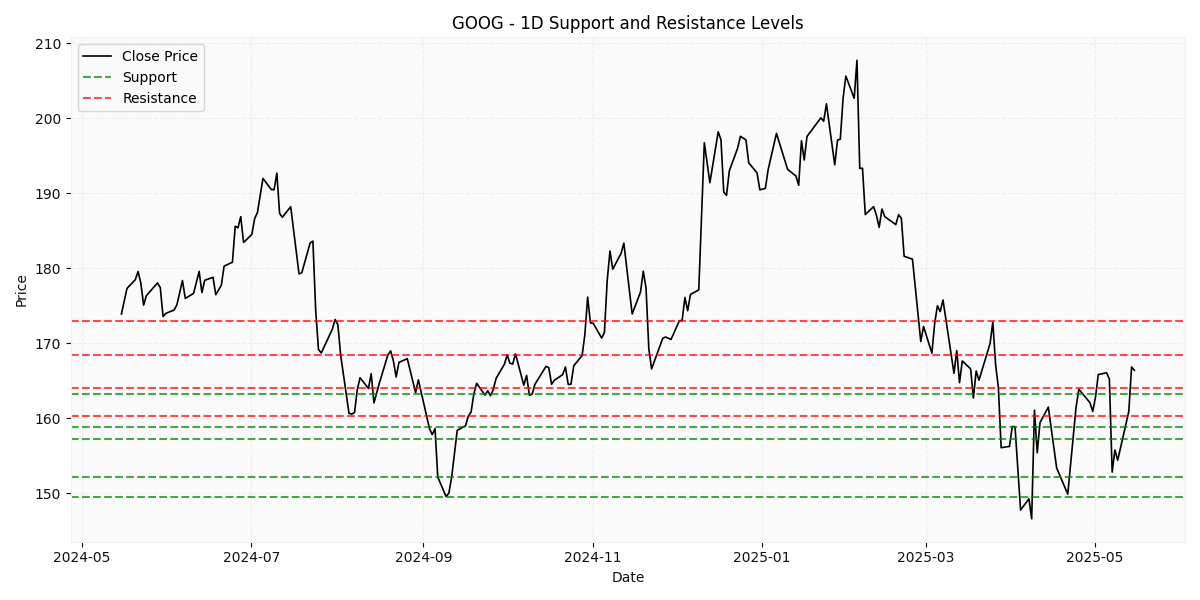 GOOG - 1D Support and Resistance Levels
Close Price
Support
Resistance
210
200
190
180
170
160
150
Price
2024-05
2024-07
2024-09
2024-11
2025-01
2025-03
2025-05
Date